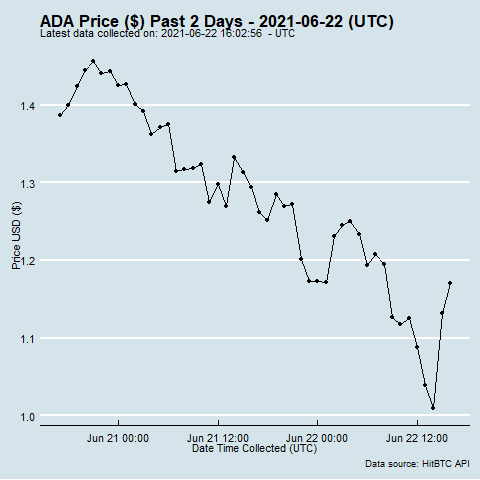 ADA Price ($) Past 2 Days - 2021-06-22 (UTC)
Latest data collected on: 2021-06-22 16:02:56  - UTC
Price USD ($)
1.4
1.3
1.2
1.1
1.0
Jun 21 00:00
Jun 21 12:00
Jun 22 00:00
Jun 22 12:00
Date Time Collected (UTC)
Data source: HitBTC API